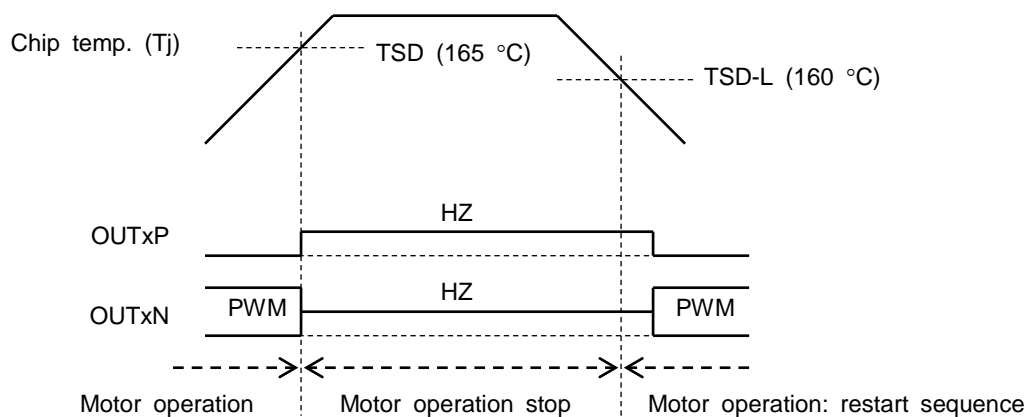 Chip temp. (Tj)
TSD (165 °C)
TSD-L (160 °C)
HZ
OUTxP
HZ
PWM
PWM
OUTxN
Motor operation
Motor operation stop
Motor operation: restart sequence